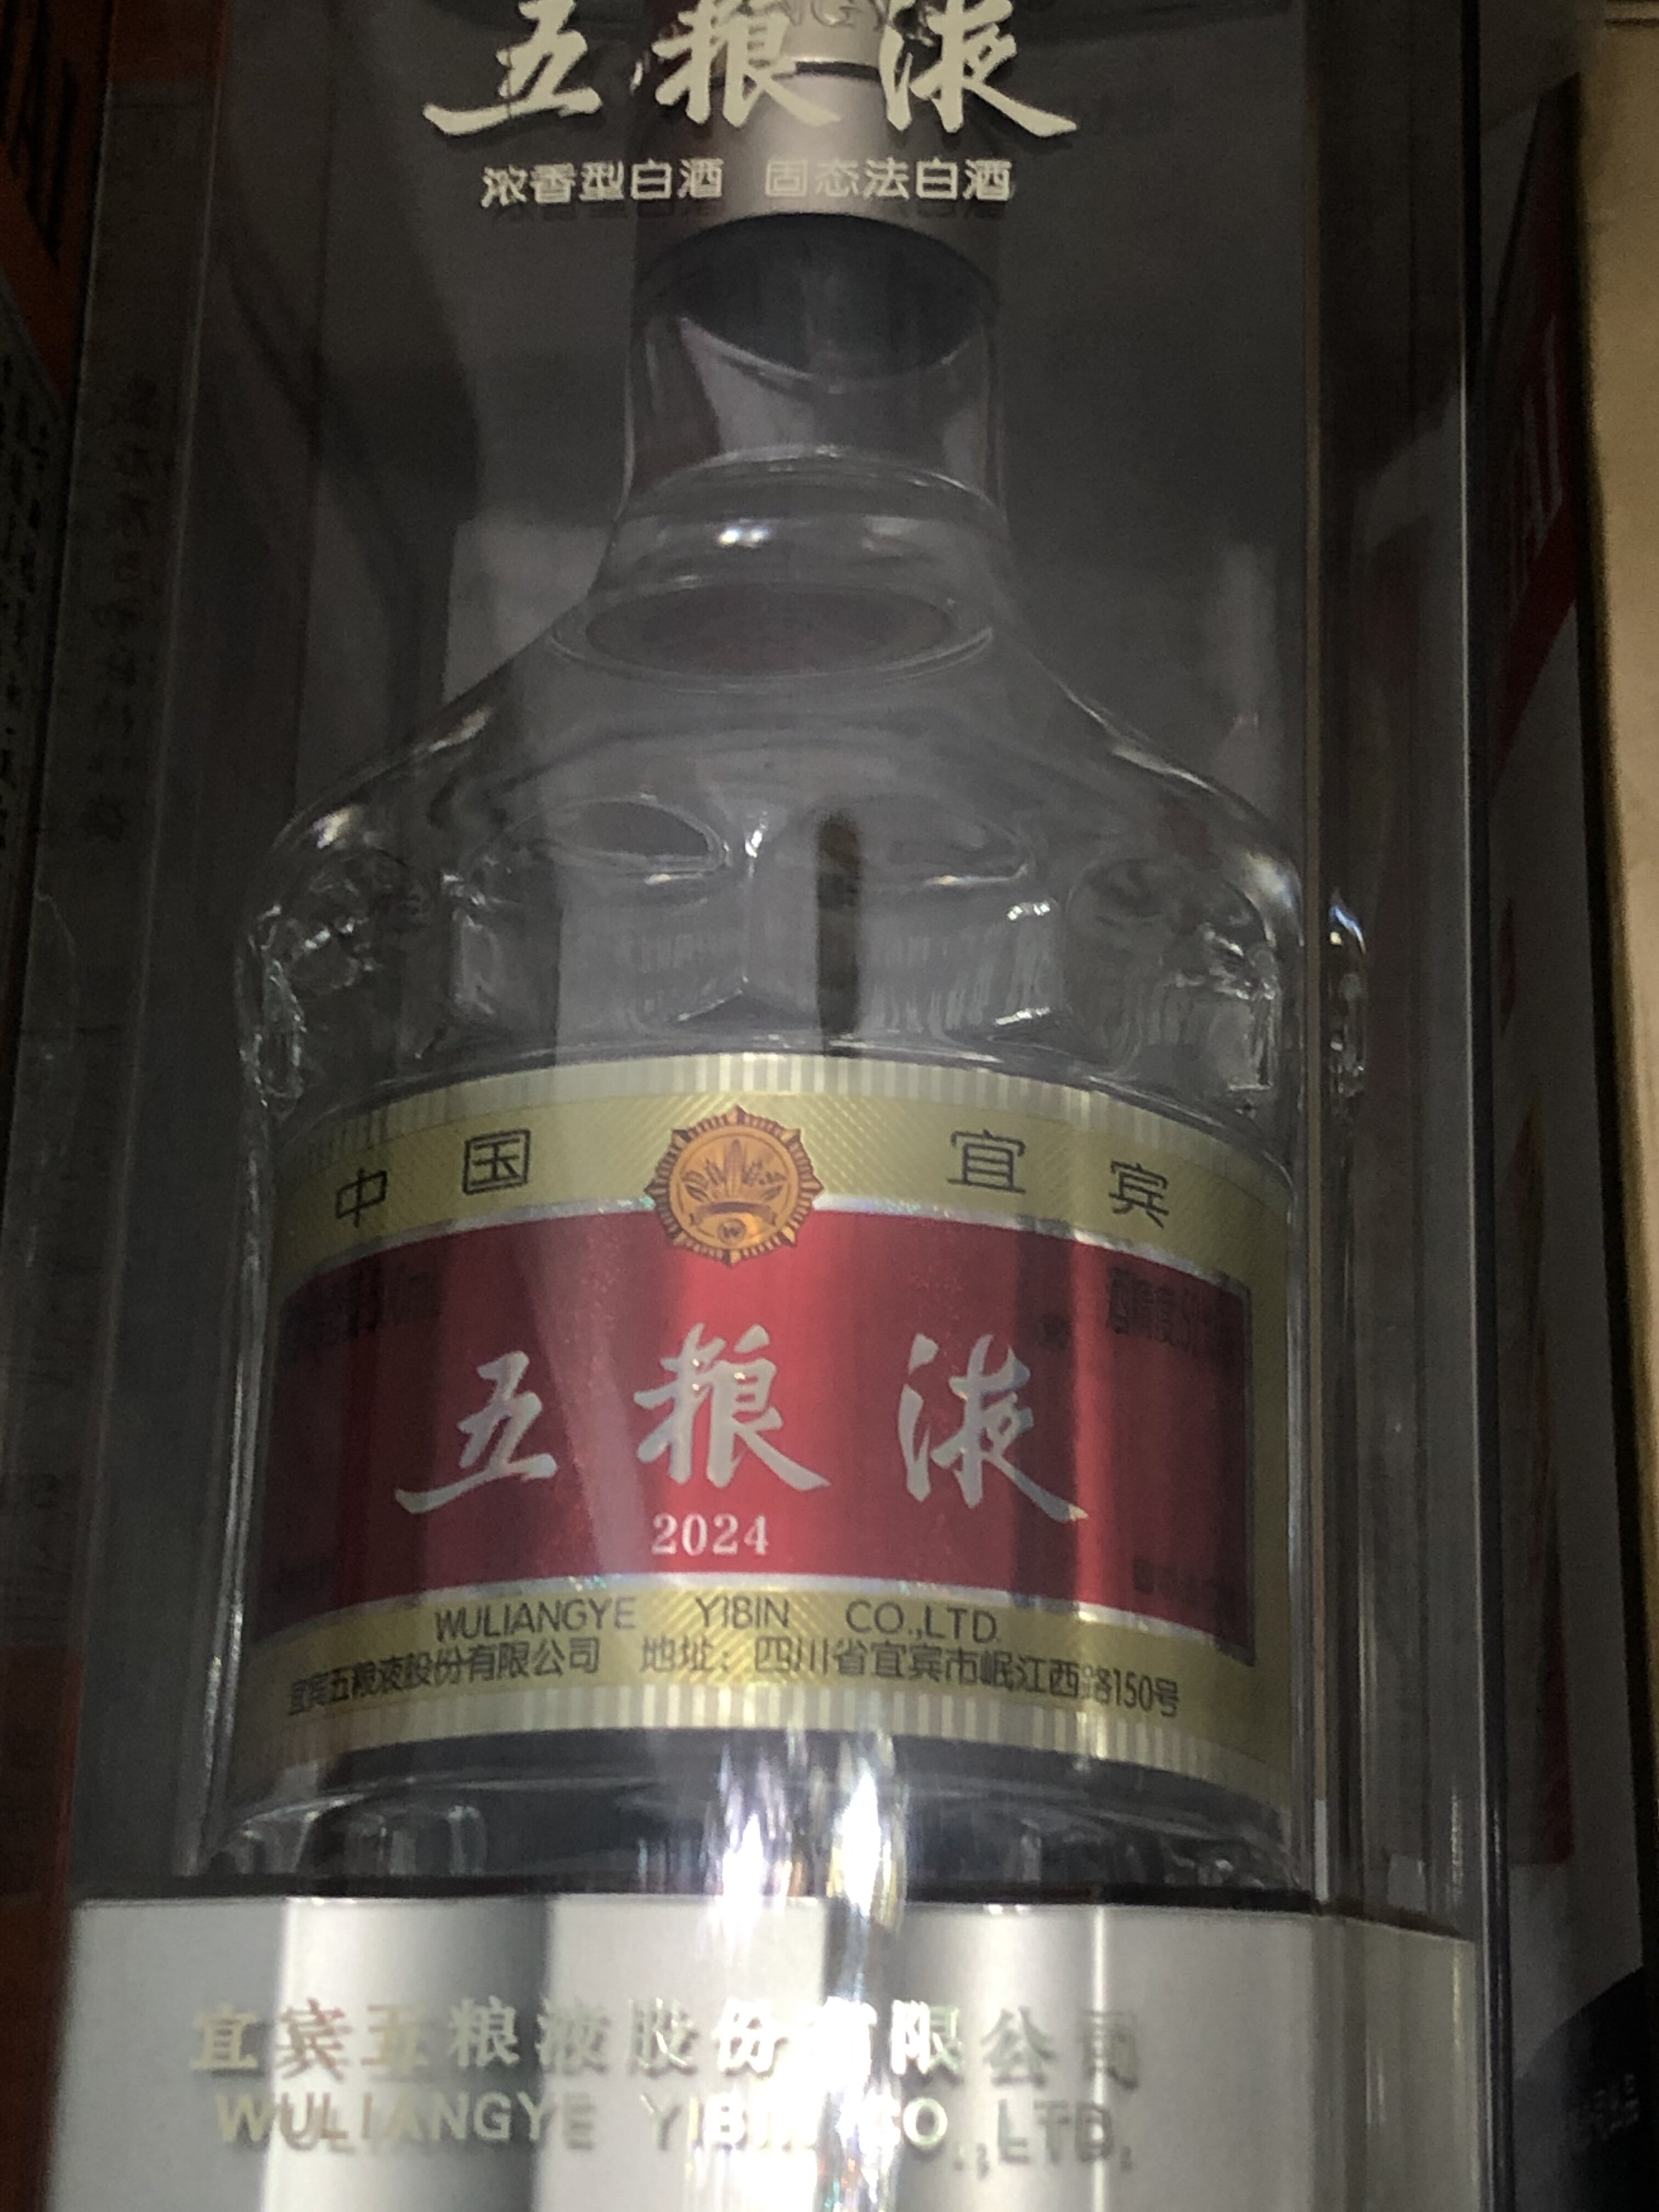 五粮液
浓香型白酒 固态法白酒
中国 宜宾
五粮液
2024
WULIANGYE YIBIN CO.,LTD.
宜宾五粮液股份有限公司 地址：四川省宜宾市岷江西路150号
宜宾五粮液股份有限公司
WULIANGYE YIBIN CO.,LTD.